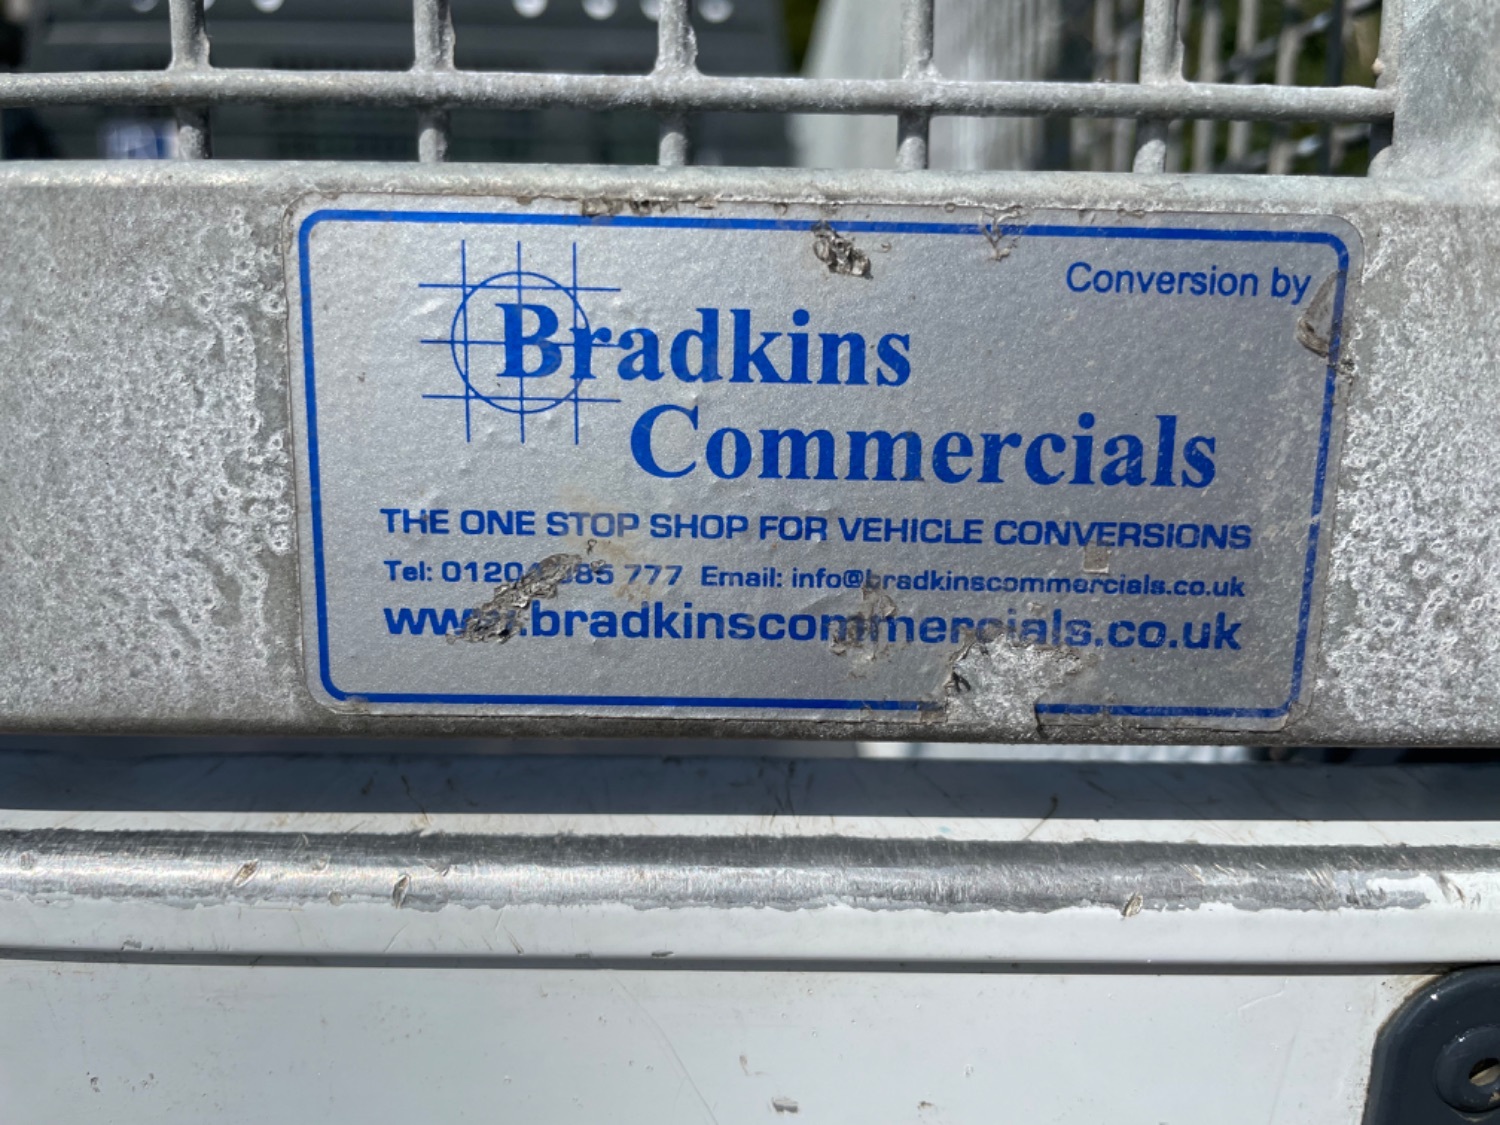 Conversion by
Bradkins
Commercials
THE ONE STOP SHOP FOR VEHICLE CONVERSIONS
Tel: 777 Email: info@bradkinscommercials.co.uk
www.bradkinscommercials.co.uk